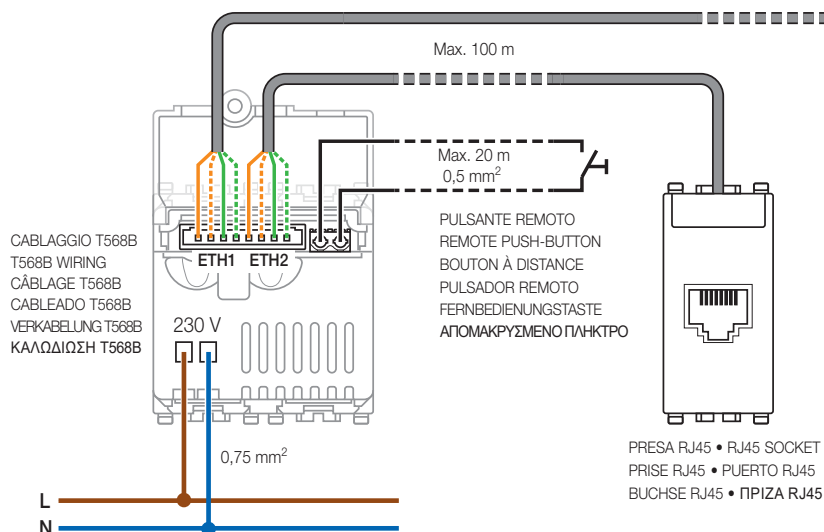 Max. 100 m
Max. 20 m
0,5 mm²
PULSANTE REMOTO
REMOTE PUSH-BUTTON
BOUTON À DISTANCE
PULSADOR REMOTO
FERNBEDIENUNGSTASTE
ΑΠΟΜΑΚΡΥΣΜΕΝΟ ΠΛΗΚΤΡΟ
CABLAGGIO T568B
T568B WIRING
CÂBLAGE T568B
CABLEADO T568B
VERKABELUNG T568B
ΚΑΛΩΔΙΩΣΗ T568B
ETH1 ETH2
230 V
0,75 mm²
L
N
PRESA RJ45 • RJ45 SOCKET
PRISE RJ45 • PUERTO RJ45
BUCHSE RJ45 • ΠΡΙΖΑ RJ45